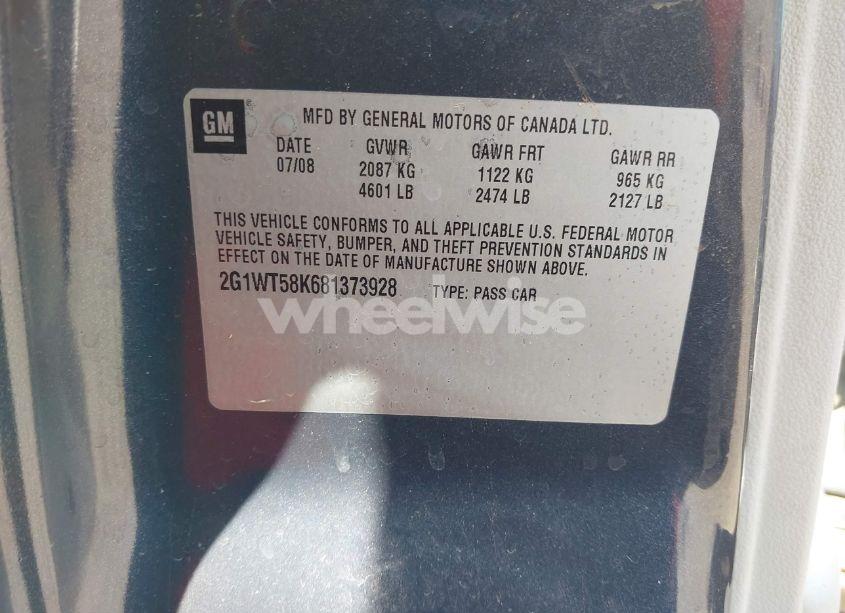 GM
MFD BY GENERAL MOTORS OF CANADA LTD.
DATE GVWR GAWR FRT GAWR RR
07/08 2087 KG 1122 KG 965 KG
4601 LB 2474 LB 2127 LB
THIS VEHICLE CONFORMS TO ALL APPLICABLE U.S. FEDERAL MOTOR
VEHICLE SAFETY, BUMPER, AND THEFT PREVENTION STANDARDS IN
EFFECT ON THE DATE OF MANUFACTURE SHOWN ABOVE.
2G1WT58K681373928 TYPE: PASS CAR
wheelwise